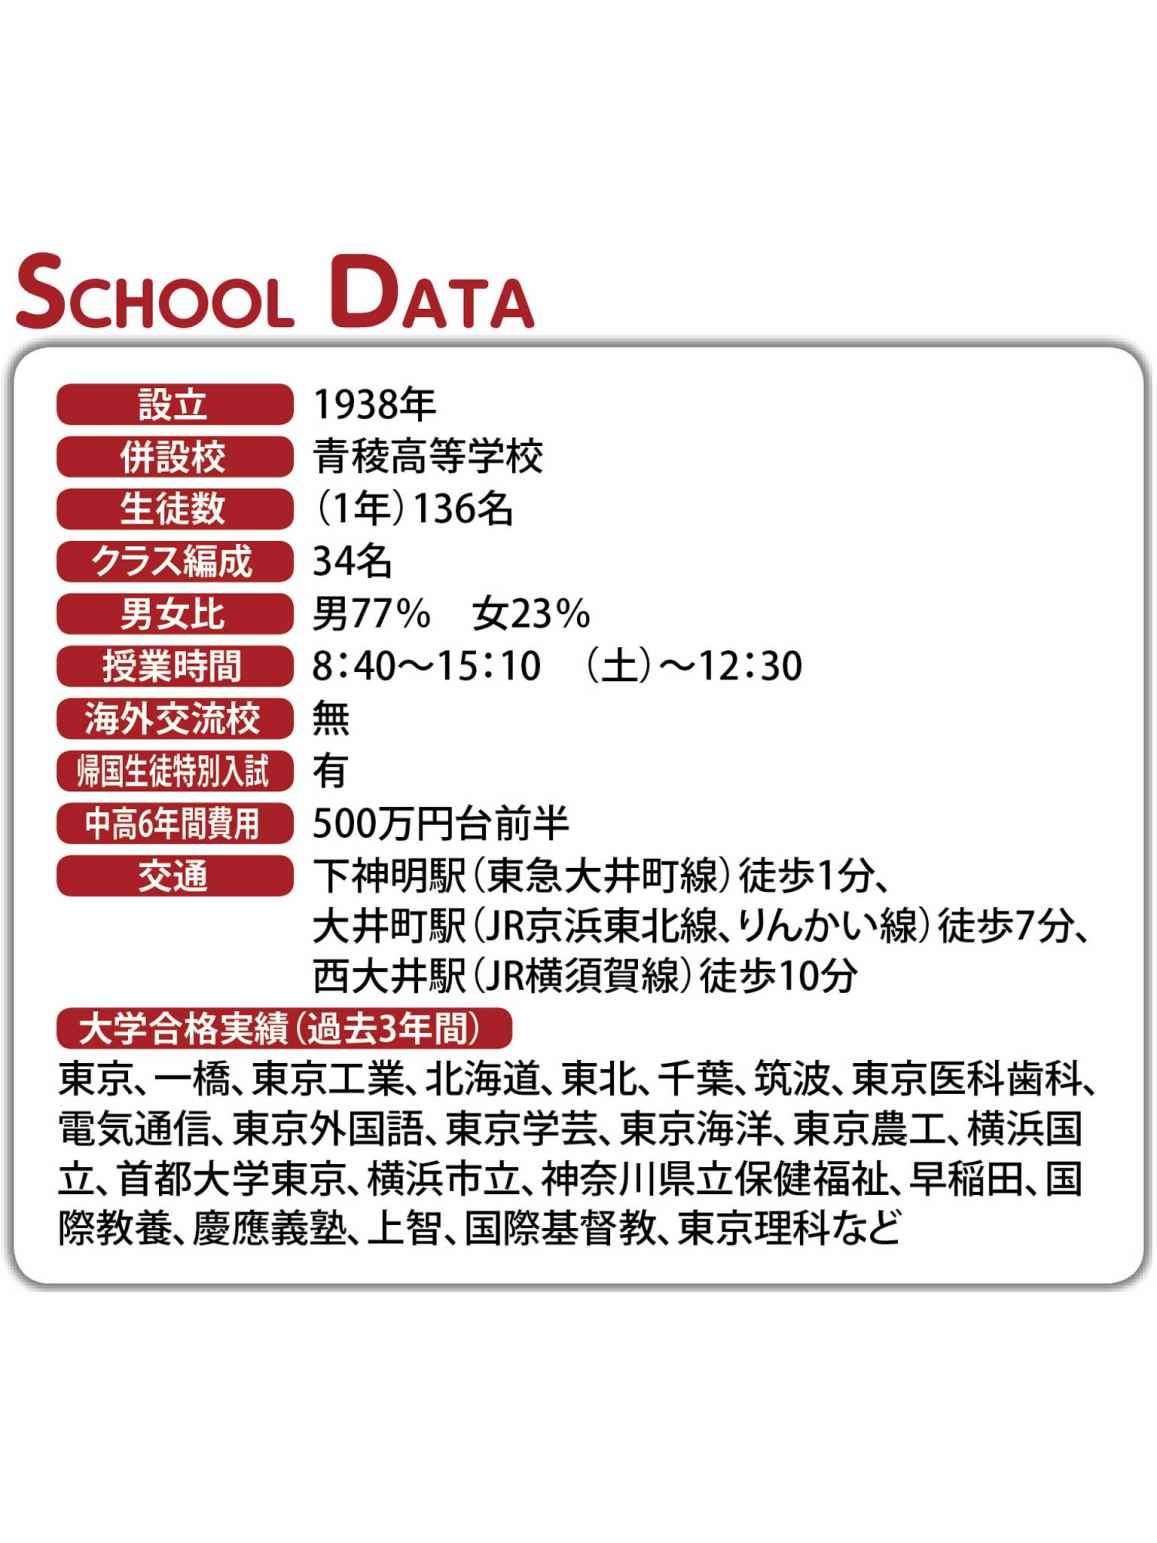 SCHOOL DATA
設立 1938年
併設校 青稜高等学校
生徒数 （1年）136名
クラス編成 34名
男女比 男77％　女23％
授業時間 8：40〜15：10　（土）〜12：30
海外交流校 無
帰国生徒特別入試 有
中高6年間費用 500万円台前半
交通 下神明駅（東急大井町線）徒歩1分、
大井町駅（JR京浜東北線、りんかい線）徒歩7分、
西大井駅（JR横須賀線）徒歩10分
大学合格実績（過去3年間）
東京、一橋、東京工業、北海道、東北、千葉、筑波、東京医科歯科、
電気通信、東京外国語、東京学芸、東京海洋、東京農工、横浜国
立、首都大学東京、横浜市立、神奈川県立保健福祉、早稲田、国
際教養、慶應義塾、上智、国際基督教、東京理科など